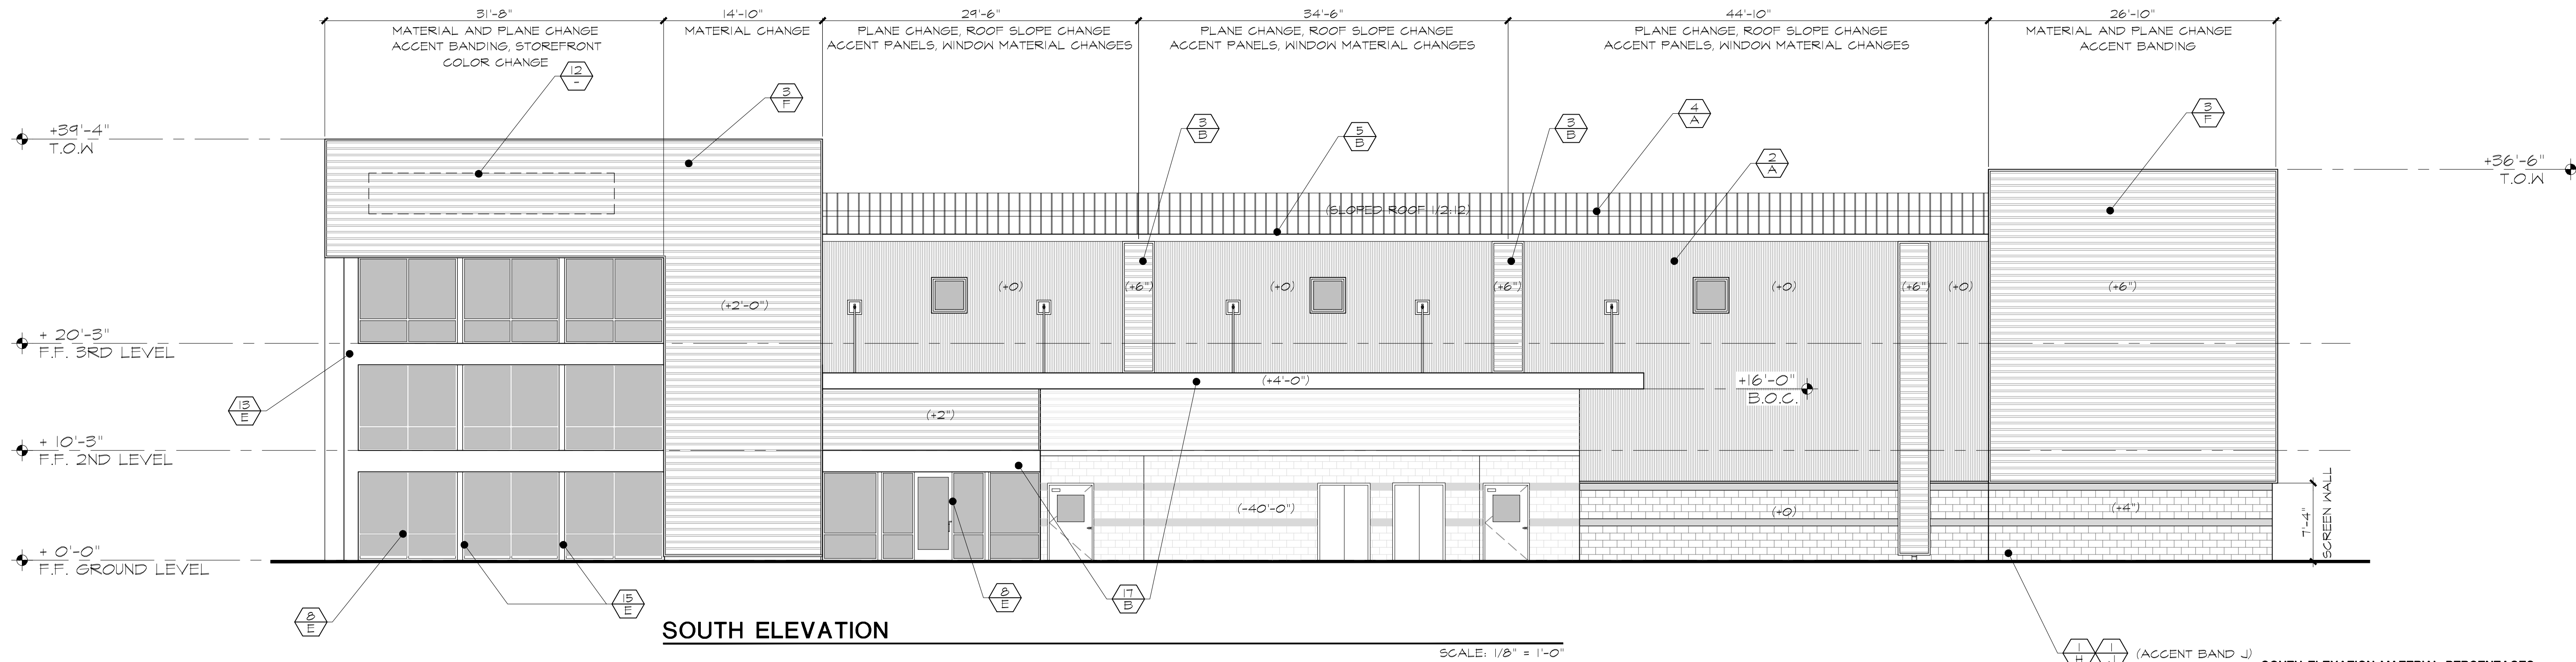 31'-8"
MATERIAL AND PLANE CHANGE
ACCENT BANDING, STOREFRONT
COLOR CHANGE
14'-10"
MATERIAL CHANGE
29'-6"
PLANE CHANGE, ROOF SLOPE CHANGE
ACCENT PANELS, WINDOW MATERIAL CHANGES
34'-6"
PLANE CHANGE, ROOF SLOPE CHANGE
ACCENT PANELS, WINDOW MATERIAL CHANGES
44'-10"
PLANE CHANGE, ROOF SLOPE CHANGE
ACCENT PANELS, WINDOW MATERIAL CHANGES
26'-10"
MATERIAL AND PLANE CHANGE
ACCENT BANDING
12
-
3
F
3
B
5
B
3
B
4
A
2
A
3
F
+39'-4"
T.O.W
+36'-6"
T.O.W
(SLOPED ROOF 1/2:12)
(+2'-0")
(+0)
(+6")
(+0)
(+6")
(+0)
(+6")
(+0)
(+6")
+ 20'-3"
F.F. 3RD LEVEL
(+4'-0")
+16'-0"
B.O.C.
13
E
(+2")
+ 10'-3"
F.F. 2ND LEVEL
(-40'-0")
(+0)
(+4")
7'-4"
SCREEN WALL
+ 0'-0"
F.F. GROUND LEVEL
8
E
15
E
8
E
17
B
1
H
1
J
(ACCENT BAND J)
SOUTH ELEVATION
SCALE: 1/8" = 1'-0"
SOUTH ELEVATION MATERIAL PERCENTAGES